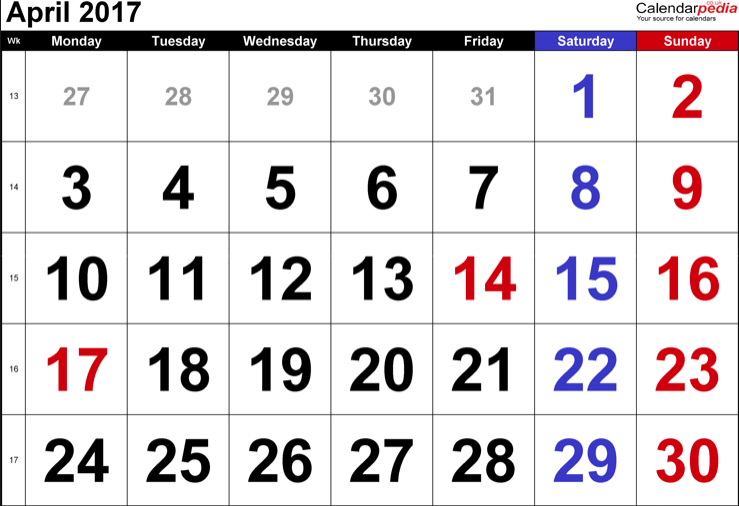 April 2017
Calendarpedia
co.uk
Your source for calendars
Wk Monday Tuesday Wednesday Thursday Friday Saturday Sunday
13 27 28 29 30 31 1 2
14 3 4 5 6 7 8 9
15 10 11 12 13 14 15 16
16 17 18 19 20 21 22 23
17 24 25 26 27 28 29 30